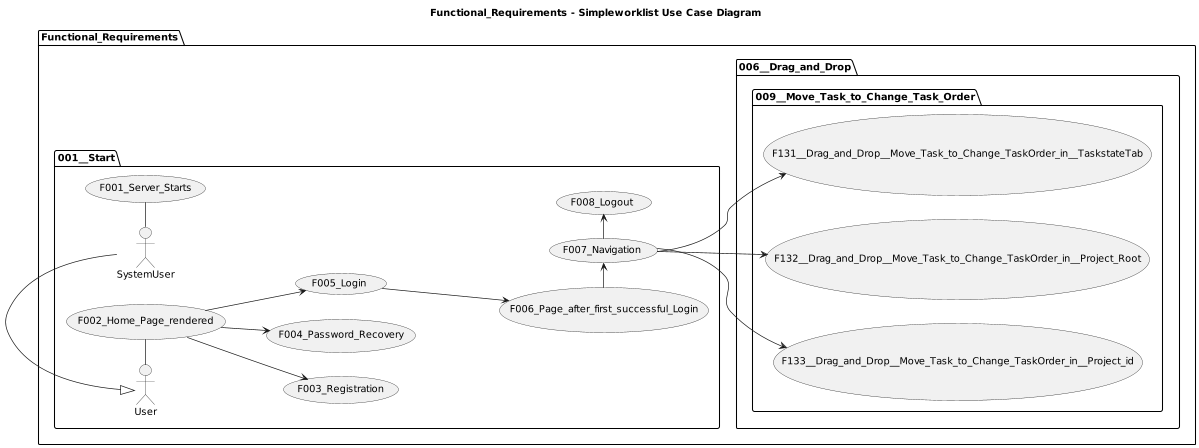 Functional_Requirements - Simpleworklist Use Case Diagram
Functional_Requirements
006__Drag_and_Drop
009__Move_Task_to_Change_Task_Order
F131__Drag_and_Drop__Move_Task_to_Change_TaskOrder_in__TaskstateTab
F132__Drag_and_Drop__Move_Task_to_Change_TaskOrder_in__Project_Root
F133__Drag_and_Drop__Move_Task_to_Change_TaskOrder_in__Project_id
001__Start
F001_Server_Starts
SystemUser
F008_Logout
F007_Navigation
F005_Login
F006_Page_after_first_successful_Login
F002_Home_Page_rendered
F004_Password_Recovery
F003_Registration
User